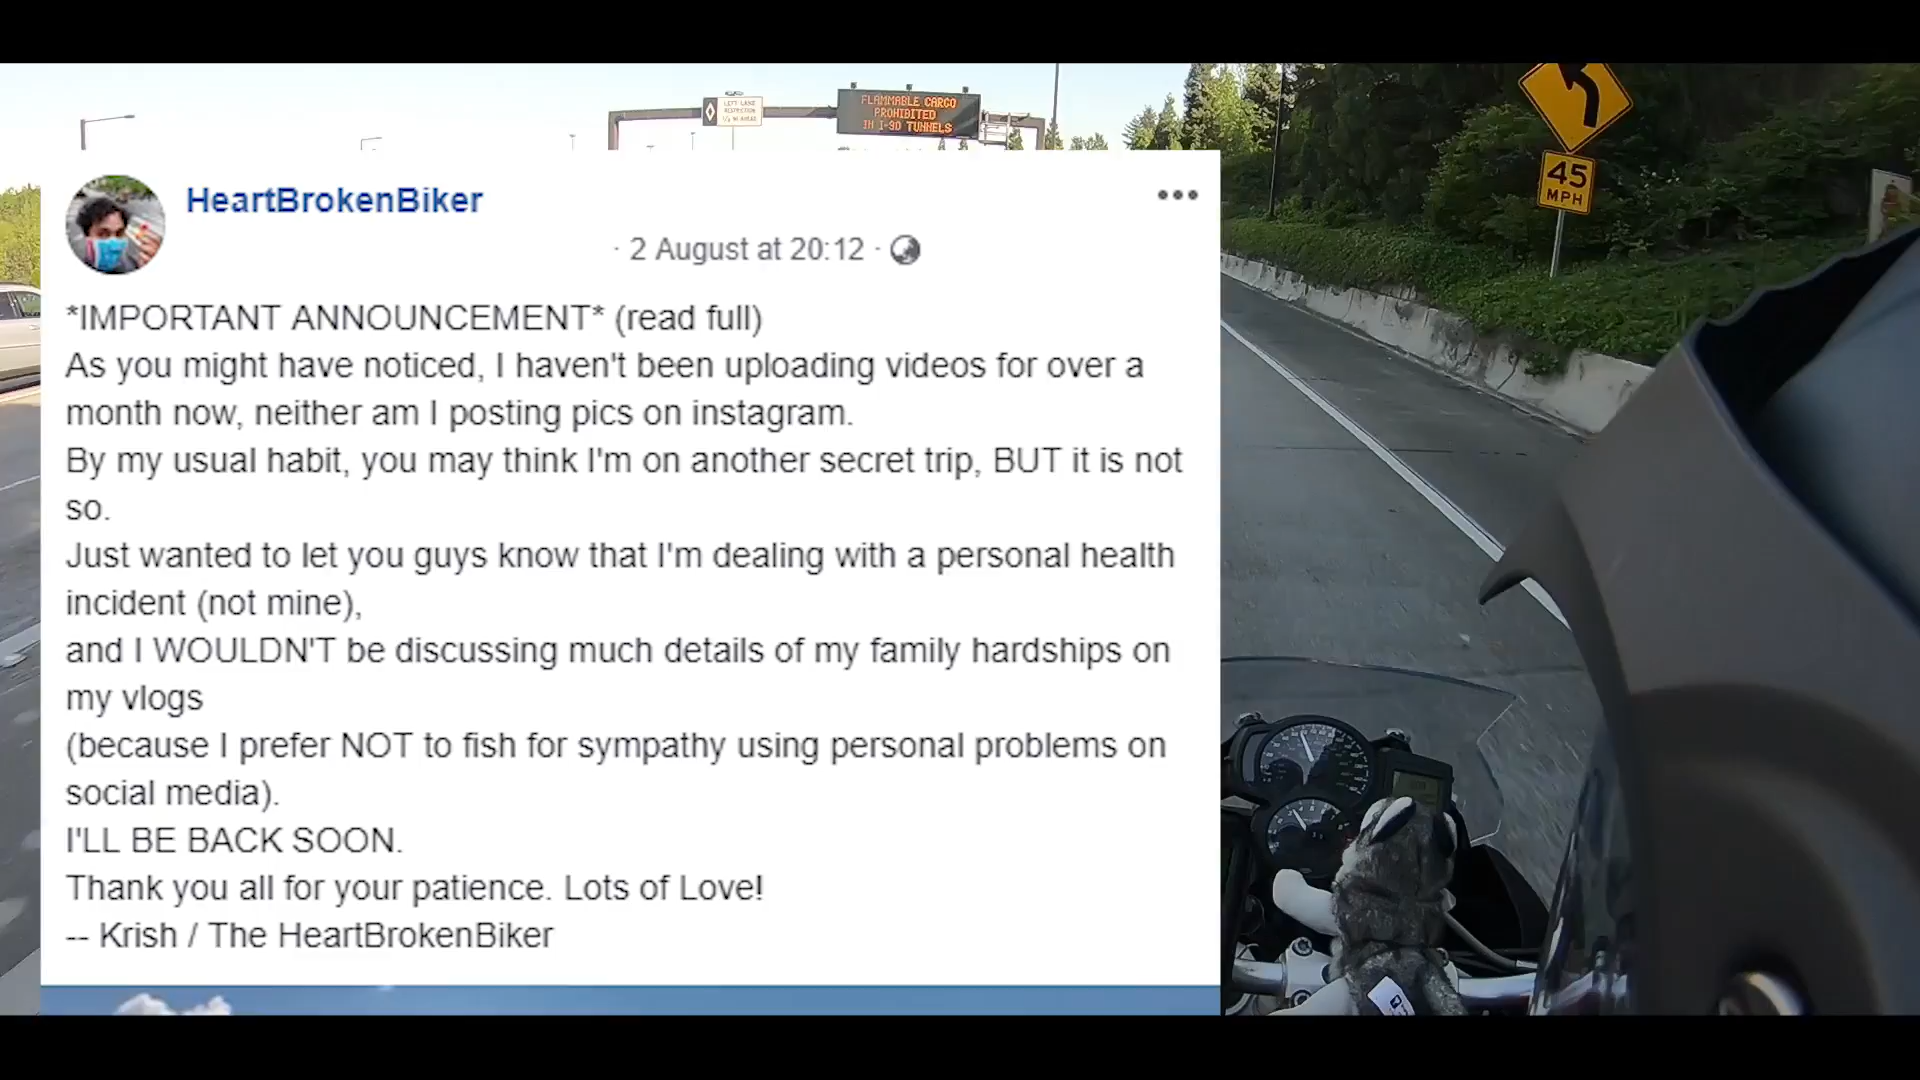 LEFT LANE
RESTRICTION
FLAMMABLE CARGO
PROHIBITED
IN I-90 TUNNELS
45
MPH
HeartBrokenBiker
· 2 August at 20:12 ·
*IMPORTANT ANNOUNCEMENT* (read full)
As you might have noticed, I haven't been uploading videos for over a
month now, neither am I posting pics on instagram.
By my usual habit, you may think I'm on another secret trip, BUT it is not
so.
Just wanted to let you guys know that I'm dealing with a personal health
incident (not mine),
and I WOULDN'T be discussing much details of my family hardships on
my vlogs
(because I prefer NOT to fish for sympathy using personal problems on
social media).
I'LL BE BACK SOON.
Thank you all for your patience. Lots of Love!
-- Krish / The HeartBrokenBiker